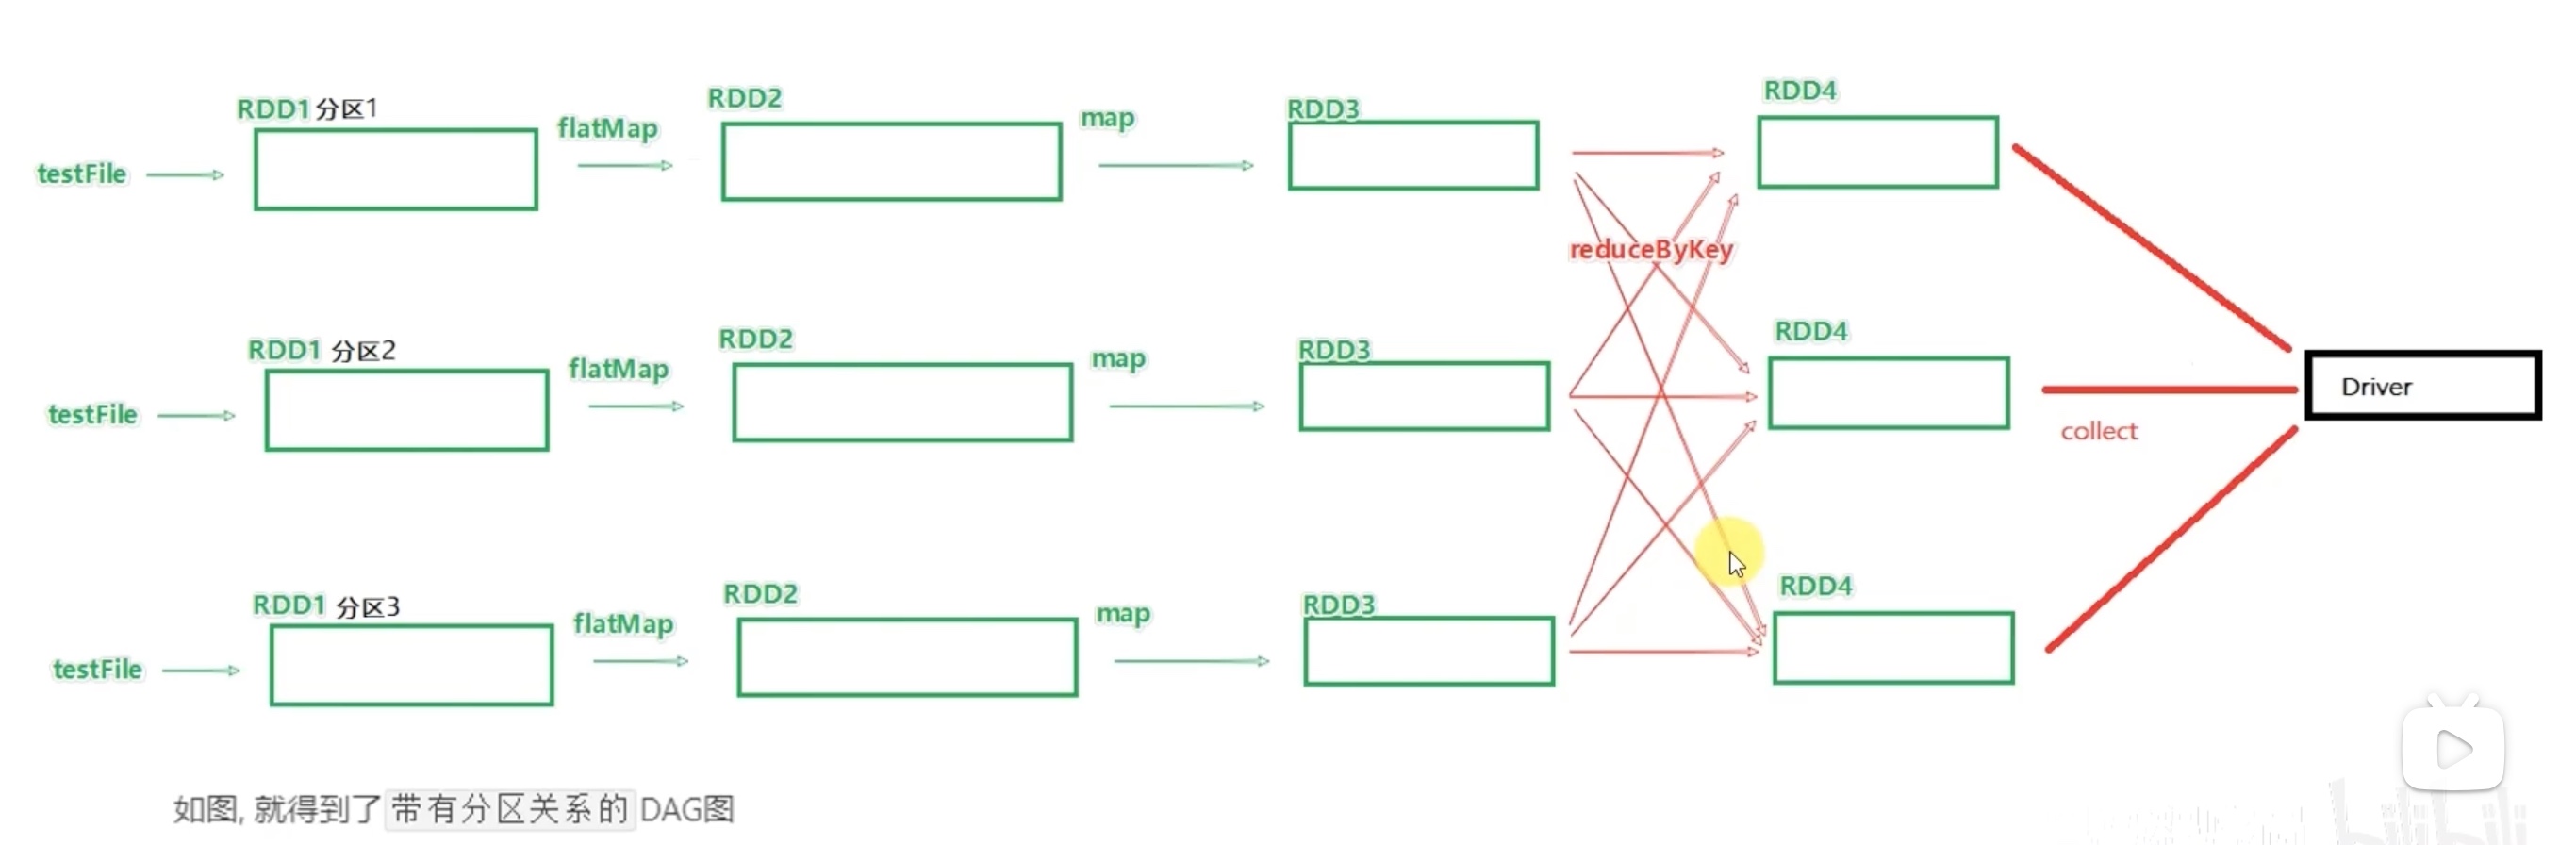 RDD1 分区1
flatMap
RDD2
map
RDD3
RDD4
testFile
reduceByKey
RDD1 分区2
flatMap
RDD2
map
RDD3
RDD4
testFile
Driver
collect
RDD1 分区3
flatMap
RDD2
map
RDD3
RDD4
testFile
如图, 就得到了 带有分区关系的 DAG图
bilibili